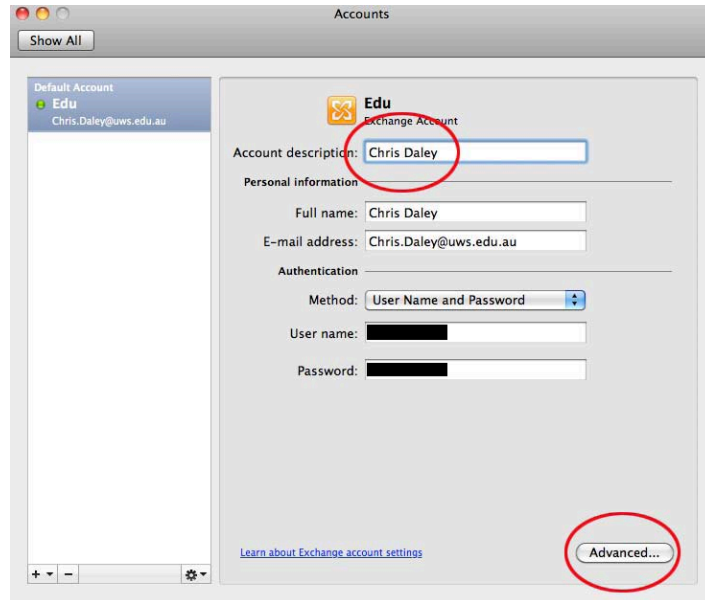 Accounts
Show All
Default Account
Edu
Chris.Daley@uws.edu.au
Edu
Exchange Account
Account description: Chris Daley
Personal information
Full name: Chris Daley
E-mail address: Chris.Daley@uws.edu.au
Authentication
Method: User Name and Password
User name:
Password:
Learn about Exchange account settings
Advanced...